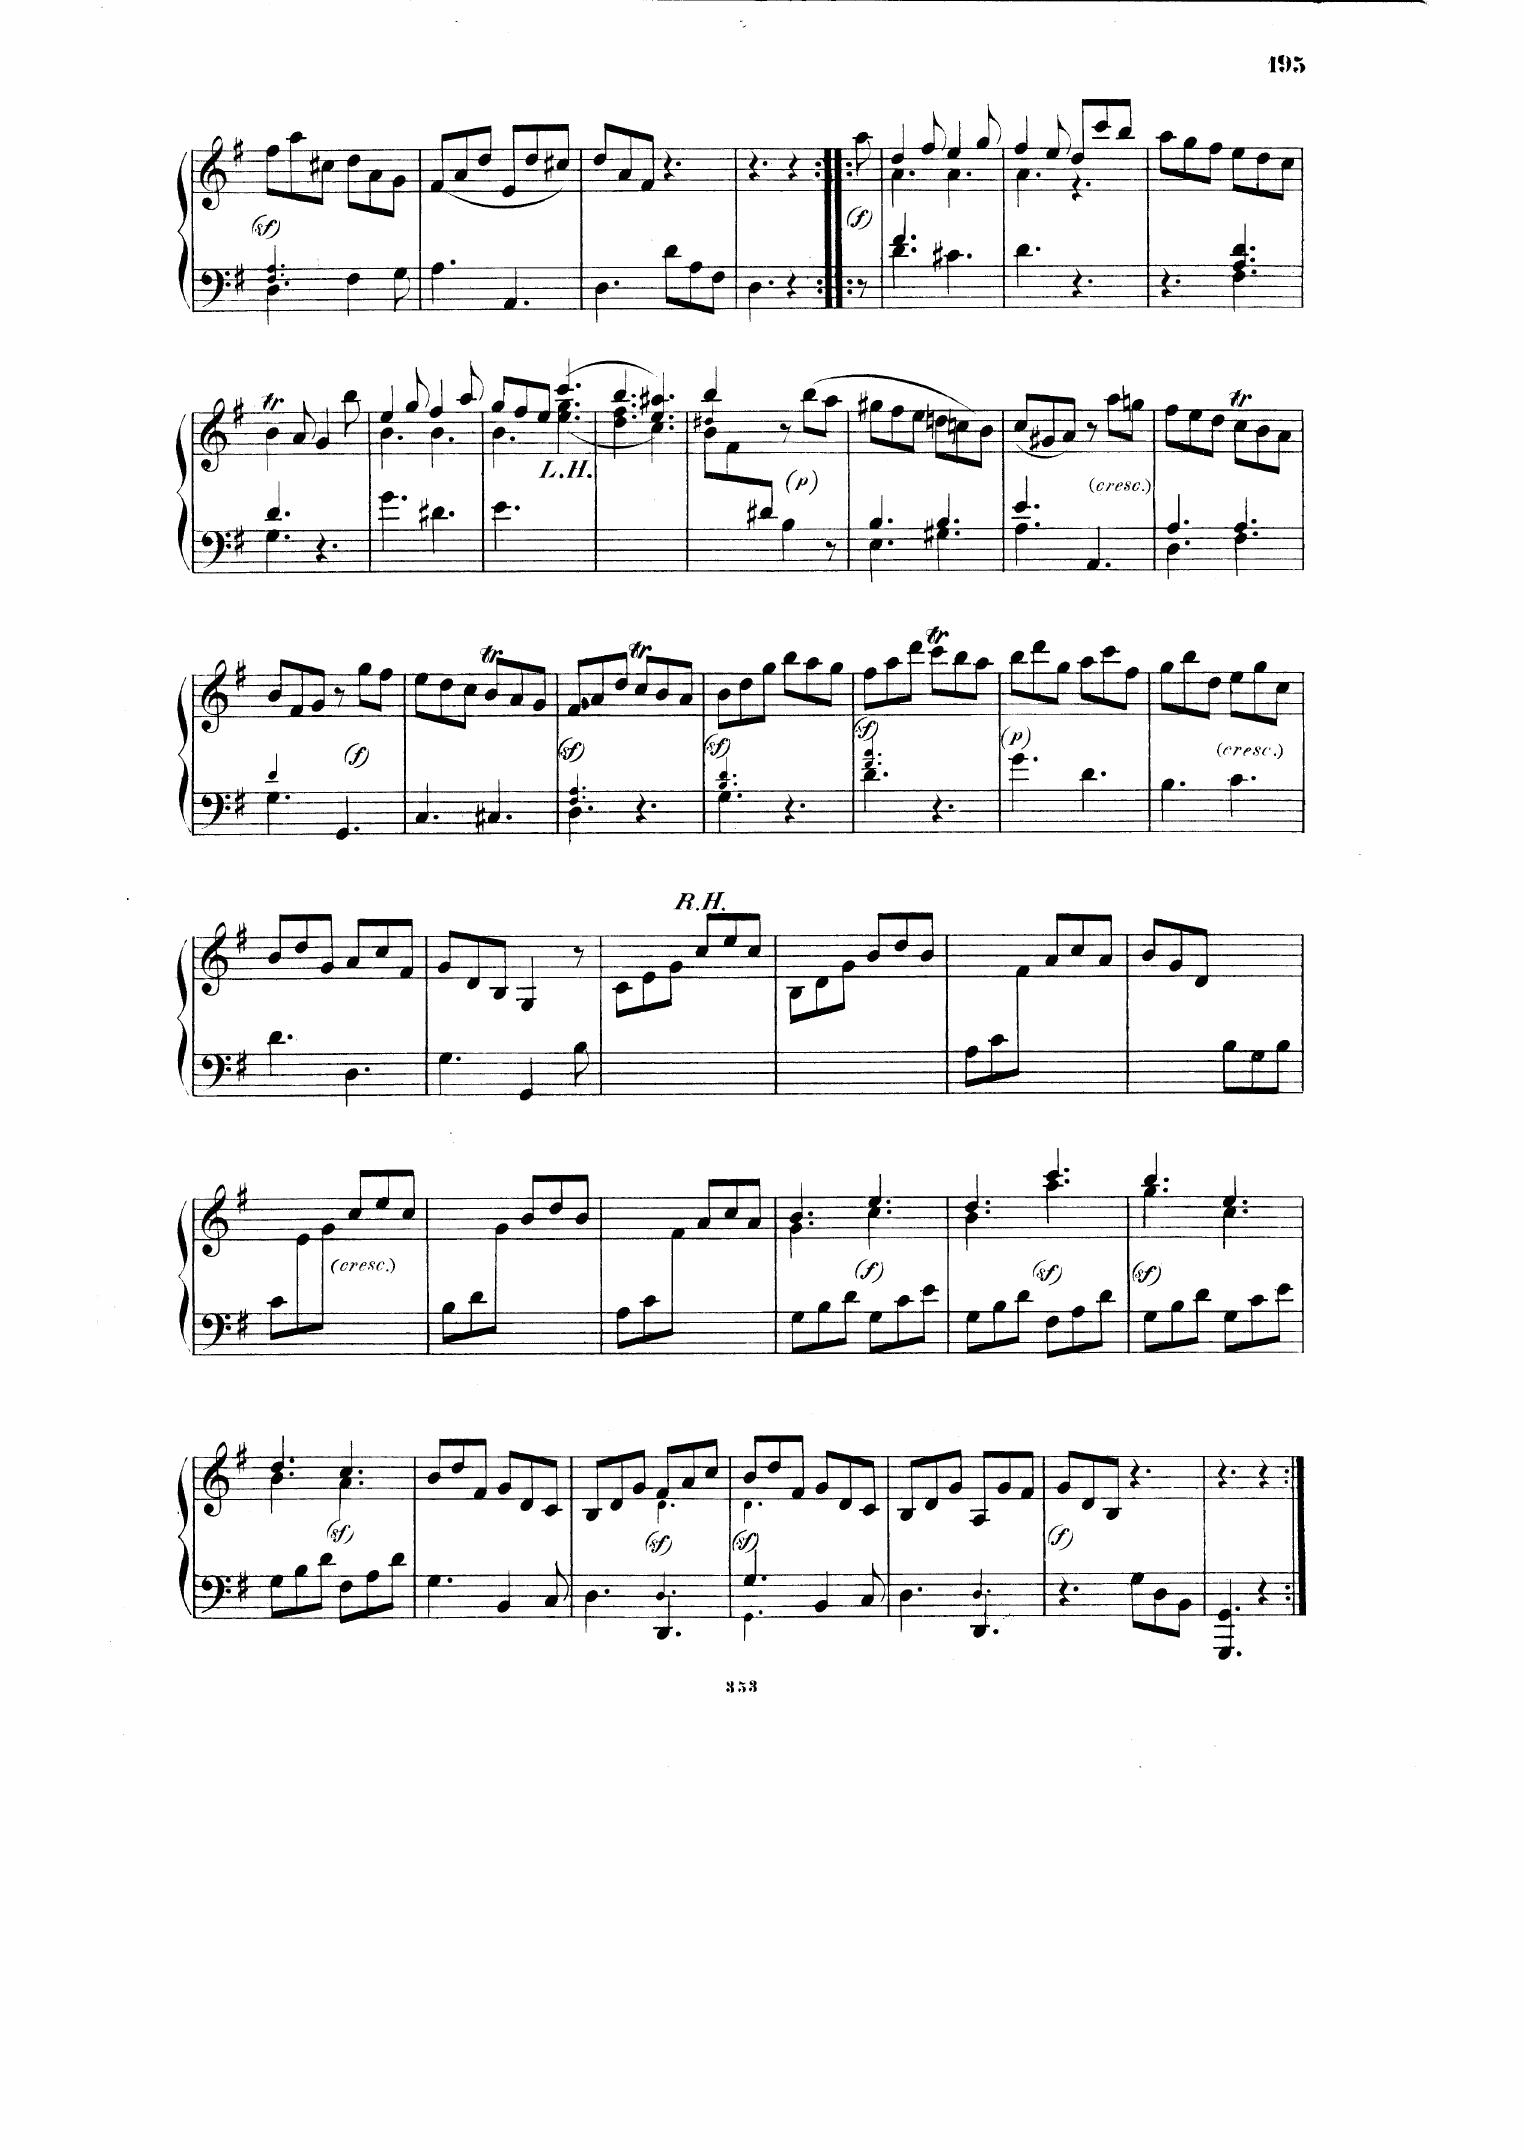 195
(sf) (f)
tr
L.H. (p) (cresc.) tr
tr tr tr
(f) (sf) (sf) (sf) (p) (cresc.)
R.H.
(cresc.) (f) (sf) (sf)
(sf) (sf) (sf) (f)
353